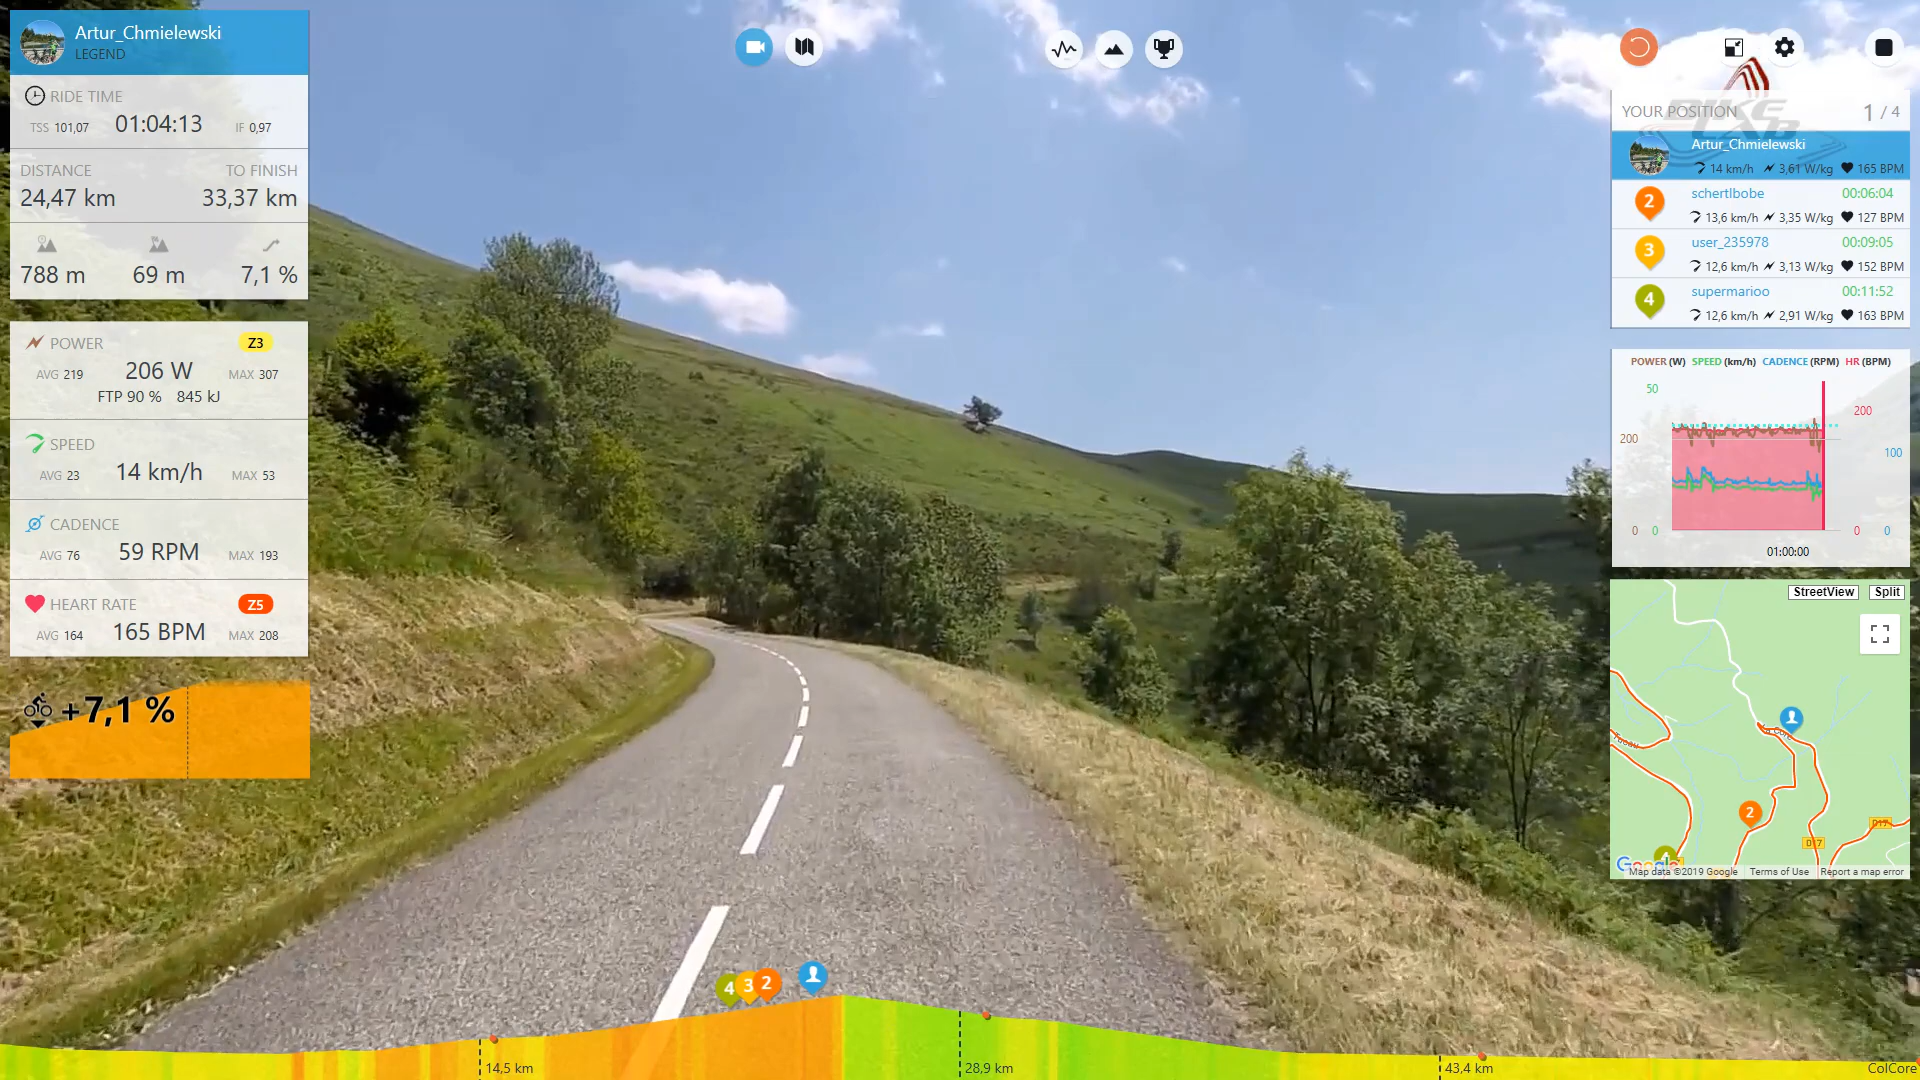 Artur_Chmielewski
LEGEND
RIDE TIME
TSS 101,07 01:04:13 IF 0,97
DISTANCE TO FINISH
24,47 km 33,37 km
788 m 69 m 7,1 %
POWER Z3
AVG 219 206 W MAX 307
FTP 90 % 845 kJ
SPEED
AVG 23 14 km/h MAX 53
CADENCE
AVG 76 59 RPM MAX 193
HEART RATE Z5
AVG 164 165 BPM MAX 208
+7,1 %
YOUR POSITION 1 / 4
BIKE LAB
Artur_Chmielewski
14 km/h 3,61 W/kg 165 BPM
2 schertlbobe 00:06:04
13,6 km/h 3,35 W/kg 127 BPM
3 user_235978 00:09:05
12,6 km/h 3,13 W/kg 152 BPM
4 supermarioo 00:11:52
12,6 km/h 2,91 W/kg 163 BPM
POWER (W) SPEED (km/h) CADENCE (RPM) HR (BPM)
50
200
200
100
0 0 0 0
01:00:00
StreetView Split
2
D17
D17
4
Google
Map data ©2019 Google Terms of Use Report a map error
4 3 2
14,5 km 28,9 km 43,4 km ColCore